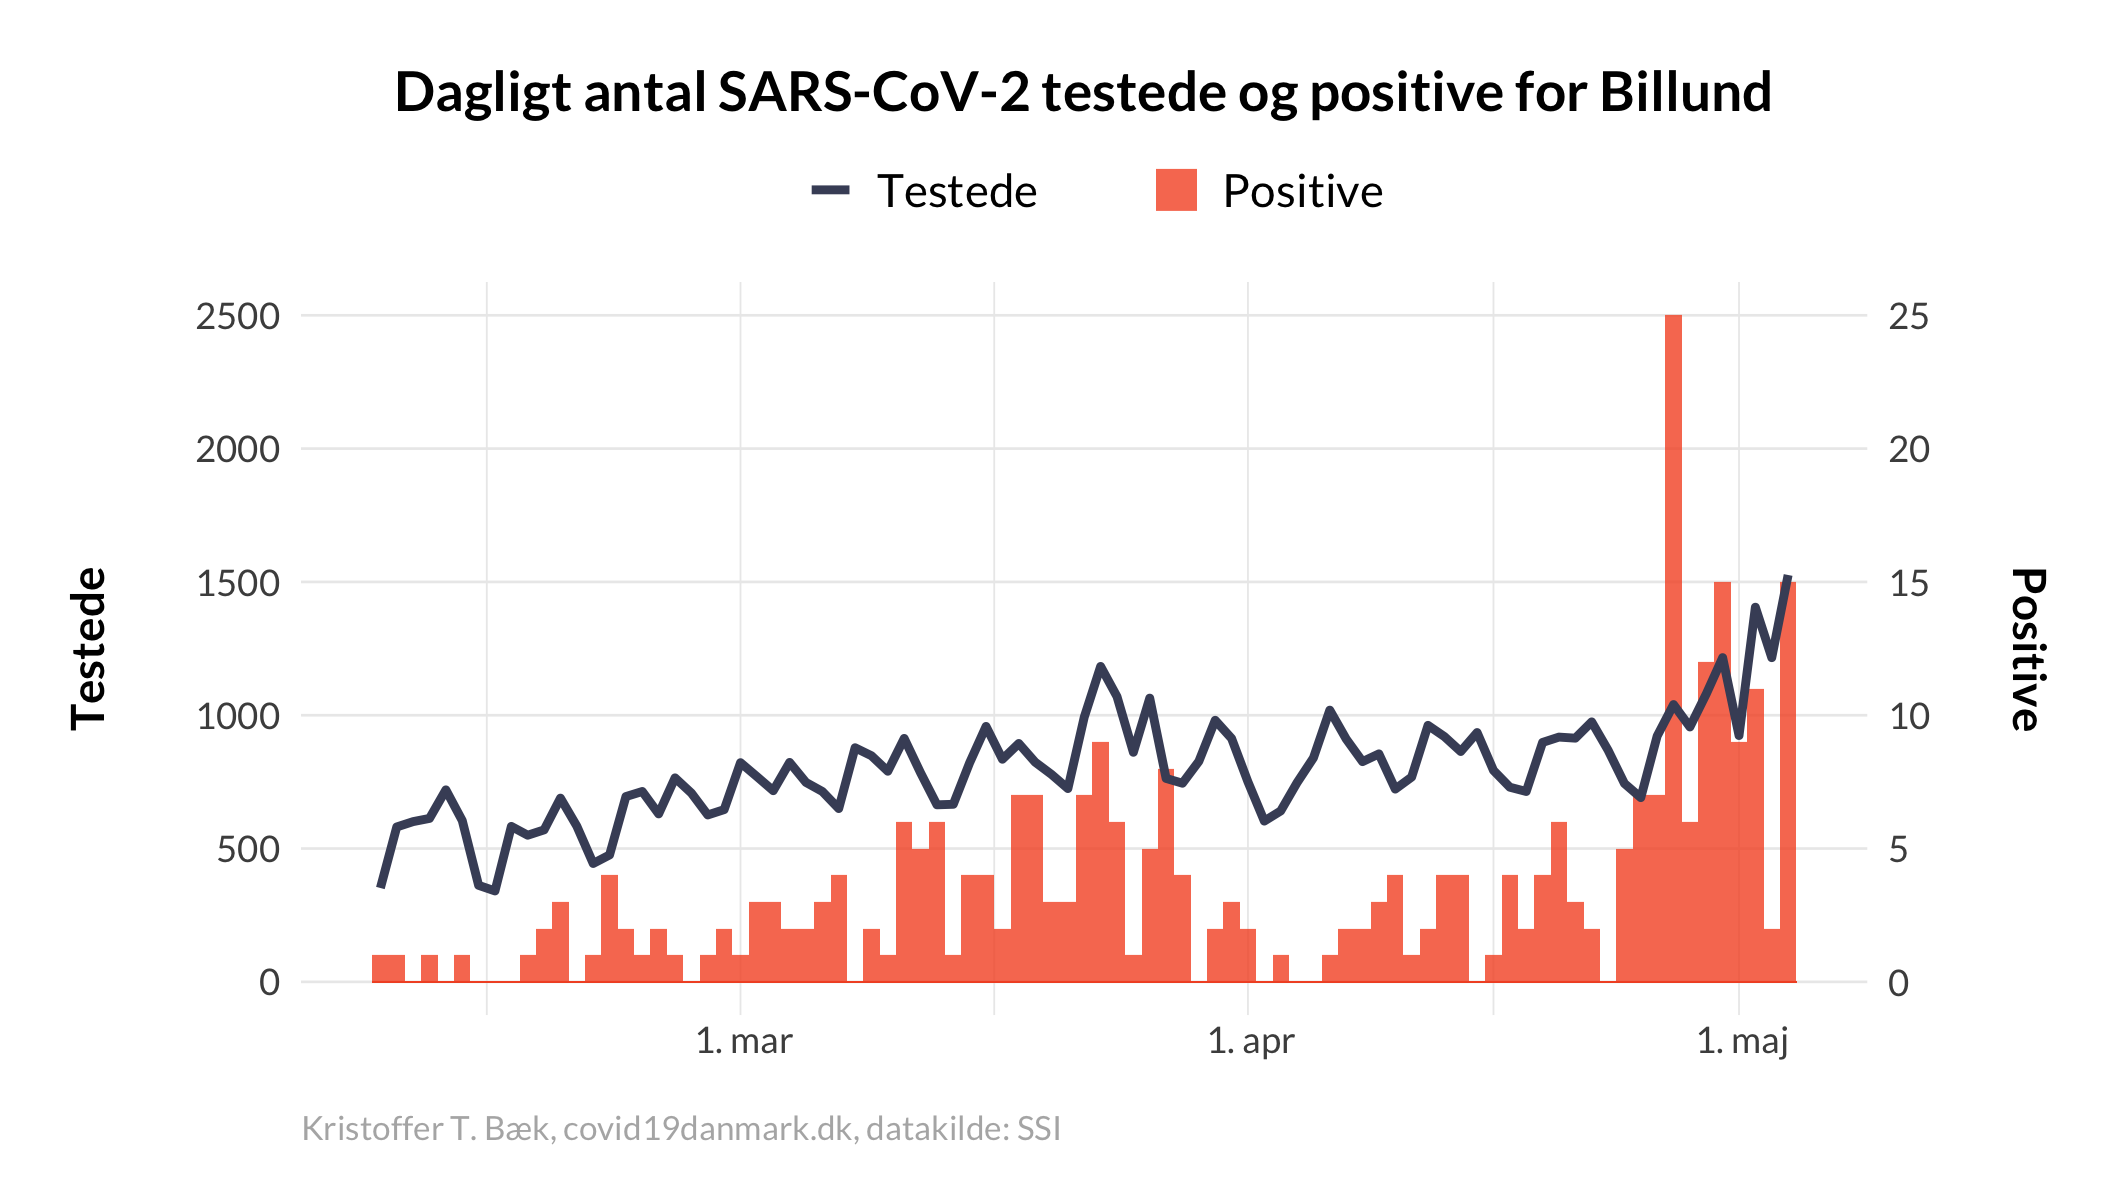 Dagligt antal SARS-CoV-2 testede og positive for Billund
Testede
Positive
2500
2000
1500
1000
500
0
Testede
25
20
15
10
5
0
Positive
1. mar
1. apr
1. maj
Kristoffer T. Bæk, covid19danmark.dk, datakilde: SSI